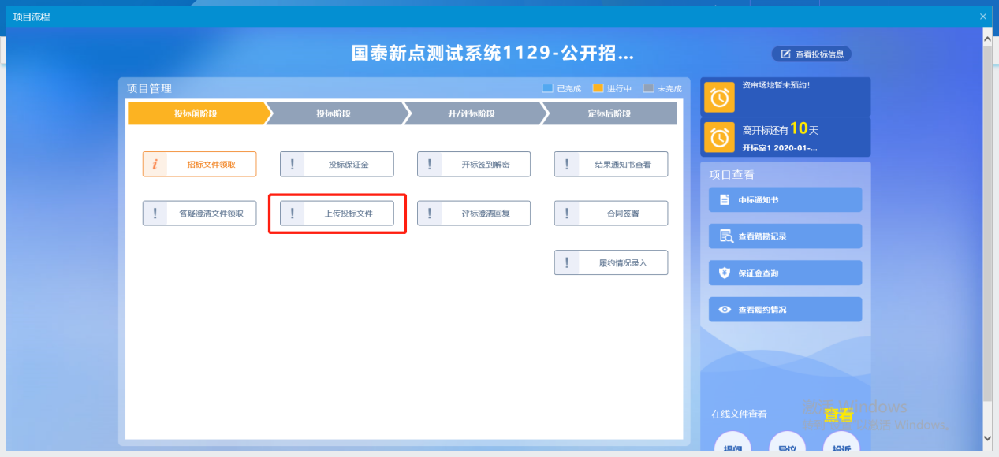 项目流程
国泰新点测试系统1129-公开招...
查看投标信息
项目管理
已完成 进行中 未完成
投标前阶段 投标阶段 开/评标阶段 定标后阶段
招标文件领取 投标保证金 开标签到解密 结果通知书查看
答疑澄清文件领取 上传投标文件 评标澄清回复 合同签署
履约情况录入
资审场地暂未预约!
离开标还有10天
开标室1 2020-01-...
项目查看
中标通知书
查看踏勘记录
保证金查询
查看履约情况
在线文件查看 查看
提问 异议 投诉